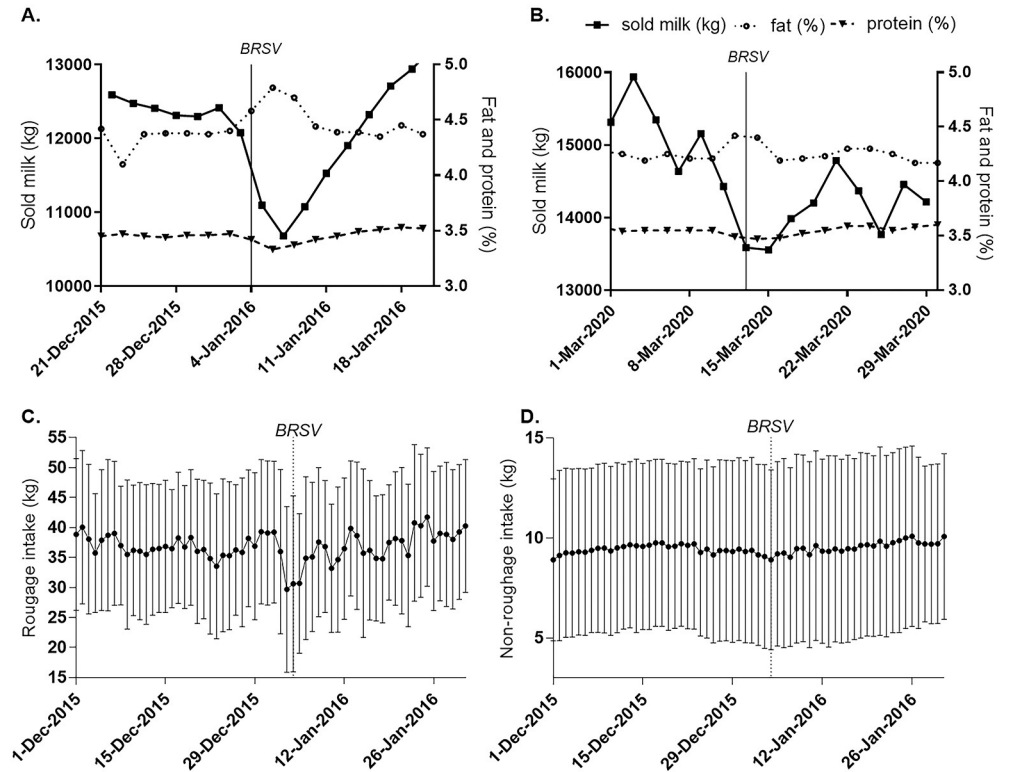 A.
B.
sold milk (kg) fat (%) protein (%)
BRSV
BRSV
Sold milk (kg)
13000
12000
11000
10000
5.0
4.5
4.0
3.5
3.0
Fat and protein (%)
21-Dec-2015
28-Dec-2015
4-Jan-2016
11-Jan-2016
18-Jan-2016
Sold milk (kg)
16000
15000
14000
13000
5.0
4.5
4.0
3.5
3.0
Fat and protein (%)
1-Mar-2020
8-Mar-2020
15-Mar-2020
22-Mar-2020
29-Mar-2020
C.
BRSV
Rougage intake (kg)
55
50
45
40
35
30
25
20
15
1-Dec-2015
15-Dec-2015
29-Dec-2015
12-Jan-2016
26-Jan-2016
D.
BRSV
Non-roughage intake (kg)
15
10
5
1-Dec-2015
15-Dec-2015
29-Dec-2015
12-Jan-2016
26-Jan-2016